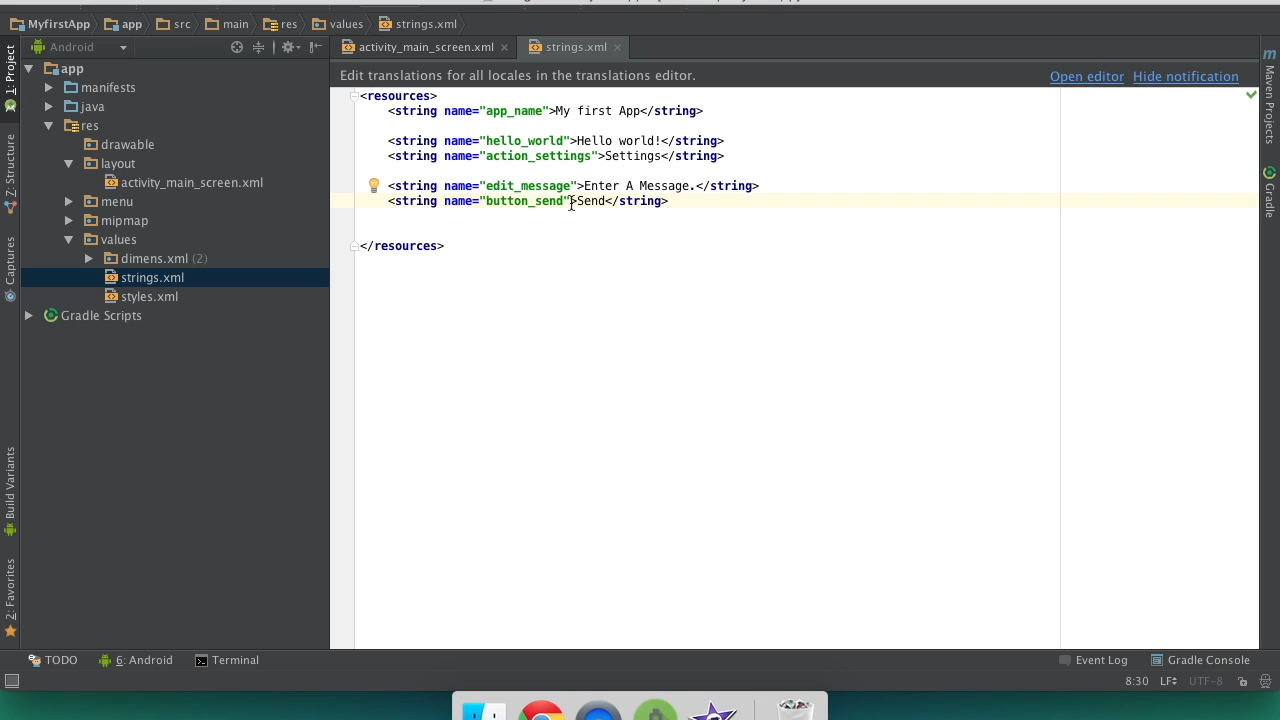 MyfirstApp app src main res values strings.xml
Android
activity_main_screen.xml strings.xml
Edit translations for all locales in the translations editor. Open editor Hide notification
1: Project
Z: Structure
Captures
Build Variants
2: Favorites
app
manifests
java
res
drawable
layout
activity_main_screen.xml
menu
mipmap
values
dimens.xml (2)
strings.xml
styles.xml
Gradle Scripts
<resources>
<string name="app_name">My first App</string>
<string name="hello_world">Hello world!</string>
<string name="action_settings">Settings</string>
<string name="edit_message">Enter A Message.</string>
<string name="button_send">Send</string>
</resources>
m Maven Projects
Gradle
TODO 6: Android Terminal Event Log Gradle Console
8:30 LF UTF-8